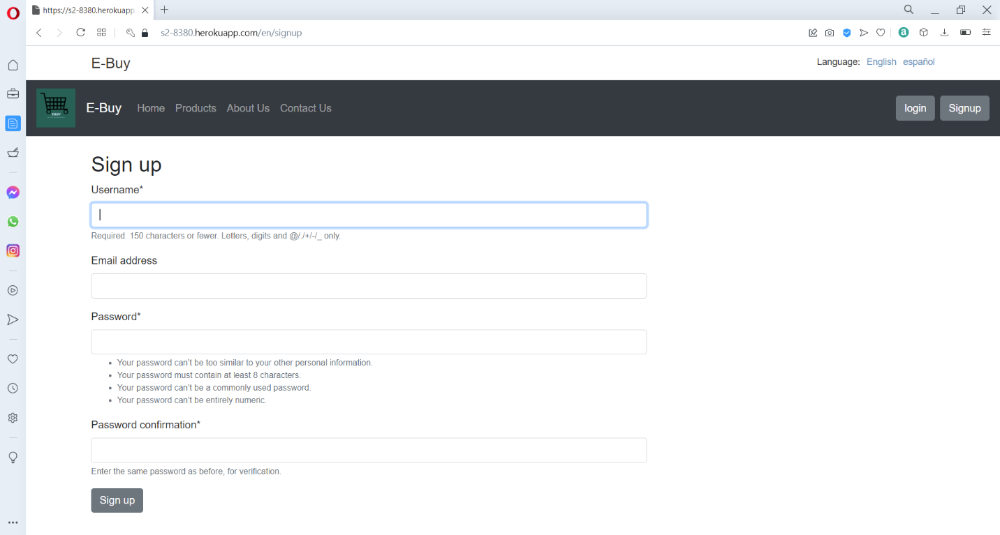 https://s2-8380.herokuapp
s2-8380.herokuapp.com/en/signup
E-Buy
Language: English español
EBUY
E-Buy Home Products About Us Contact Us login Signup
Sign up
Username*
Required. 150 characters or fewer. Letters, digits and @/./+/-/_ only.
Email address
Password*
Your password can't be too similar to your other personal information.
Your password must contain at least 8 characters.
Your password can't be a commonly used password.
Your password can't be entirely numeric.
Password confirmation*
Enter the same password as before, for verification.
Sign up